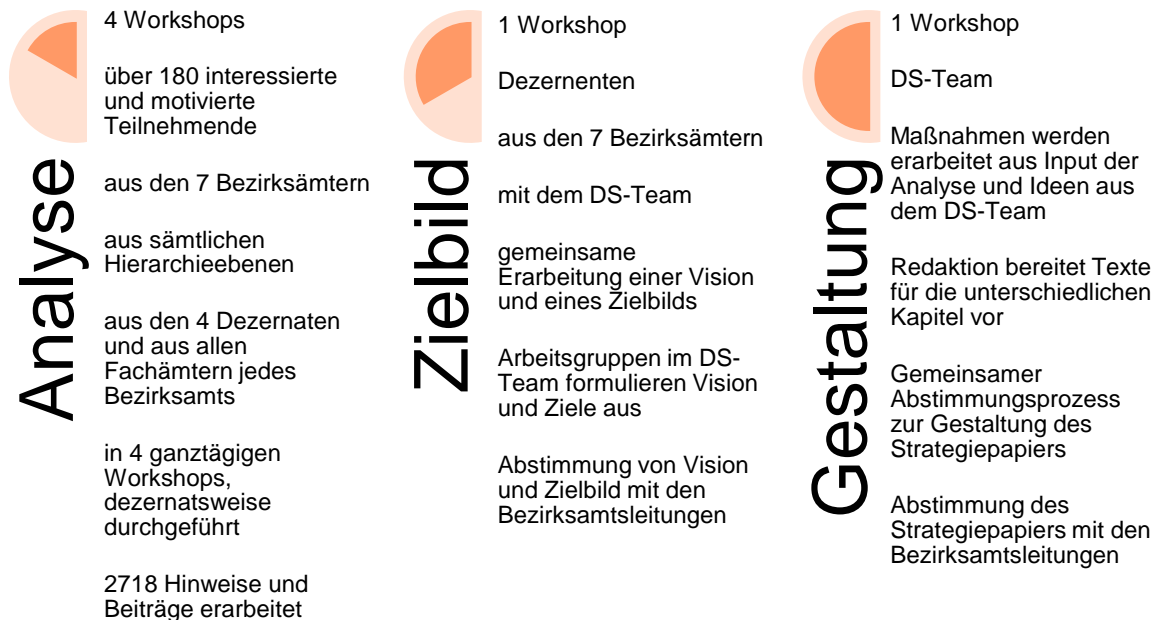 Analyse
4 Workshops
über 180 interessierte
und motivierte
Teilnehmende
aus den 7 Bezirksämtern
aus sämtlichen
Hierarchieebenen
aus den 4 Dezernaten
und aus allen
Fachämtern jedes
Bezirksamts
in 4 ganztägigen
Workshops,
dezernatsweise
durchgeführt
2718 Hinweise und
Beiträge erarbeitet
Zielbild
1 Workshop
Dezernenten
aus den 7 Bezirksämtern
mit dem DS-Team
gemeinsame
Erarbeitung einer Vision
und eines Zielbilds
Arbeitsgruppen im DS-
Team formulieren Vision
und Ziele aus
Abstimmung von Vision
und Zielbild mit den
Bezirksamtsleitungen
Gestaltung
1 Workshop
DS-Team
Maßnahmen werden
erarbeitet aus Input der
Analyse und Ideen aus
dem DS-Team
Redaktion bereitet Texte
für die unterschiedlichen
Kapitel vor
Gemeinsamer
Abstimmungsprozess
zur Gestaltung des
Strategiepapiers
Abstimmung des
Strategiepapiers mit den
Bezirksamtsleitungen